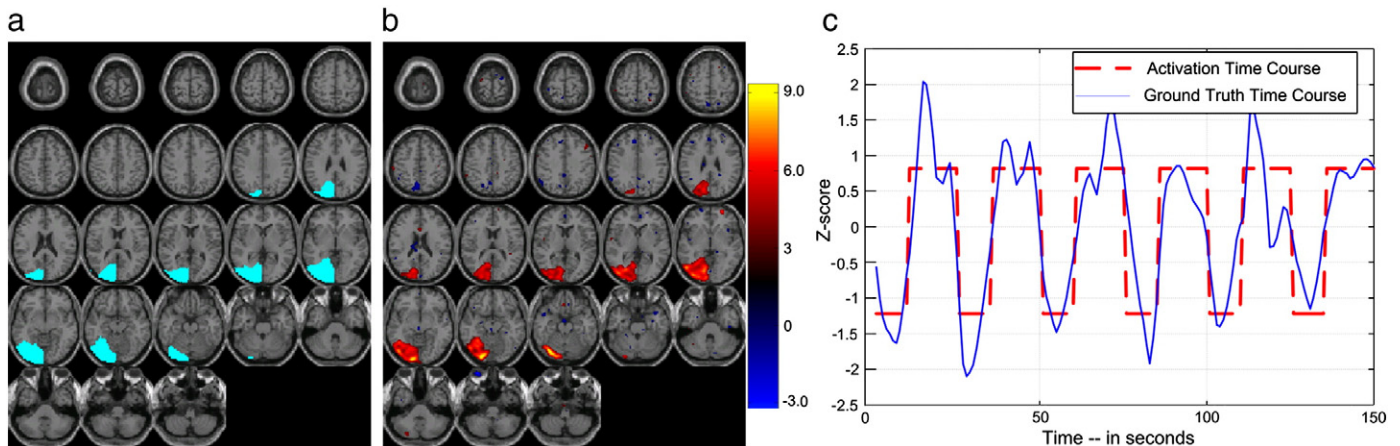 a
b
c
9.0
6.0
3
0
-3.0
2.5
2
1.5
1
0.5
0
-0.5
-1
-1.5
-2
-2.5
Z-score
Activation Time Course
Ground Truth Time Course
0
50
100
150
Time -- in seconds